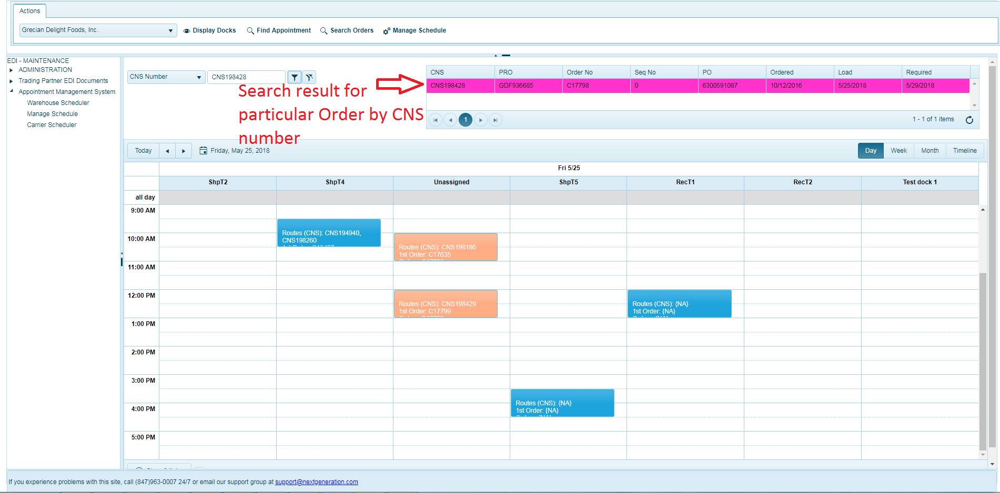 Actions
Grecian Delight Foods, Inc.
Display Docks
Find Appointment
Search Orders
Manage Schedule
EDI - MAINTENANCE
ADMINISTRATION
Trading Partner EDI Documents
Appointment Management System
Warehouse Scheduler
Manage Schedule
Carrier Scheduler
CNS Number
CNS198428
Search result for
particular Order by CNS
number
CNS PRO Order No Seq No PO Ordered Load Required
CNS198428 GDF936685 C17798 0 6300591087 10/12/2016 5/25/2018 5/29/2018
1
1 - 1 of 1 items
Today
Friday, May 25, 2018
Day Week Month Timeline
Fri 5/25
ShpT2 ShpT4 Unassigned ShpT5 RecT1 RecT2 Test dock 1
all day
9:00 AM
Routes (CNS): CNS194940,
CNS198260
10:00 AM
Routes (CNS): CNS198186
1st Order: C17635
11:00 AM
12:00 PM
Routes (CNS): CNS198429
1st Order: C17799
Routes (CNS): {NA}
1st Order: {NA}
1:00 PM
2:00 PM
3:00 PM
Routes (CNS): {NA}
1st Order: {NA}
4:00 PM
5:00 PM
If you experience problems with this site, call (847)963-0007 24/7 or email our support group at support@nextgeneration.com